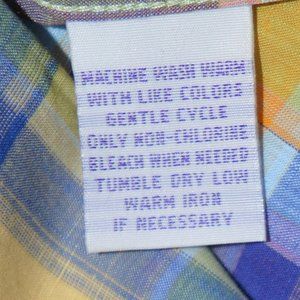 MACHINE WASH WARM
WITH LIKE COLORS
GENTLE CYCLE
ONLY NON-CHLORINE
BLEACH WHEN NEEDED
TUMBLE DRY LOW
WARM IRON
IF NECESSARY